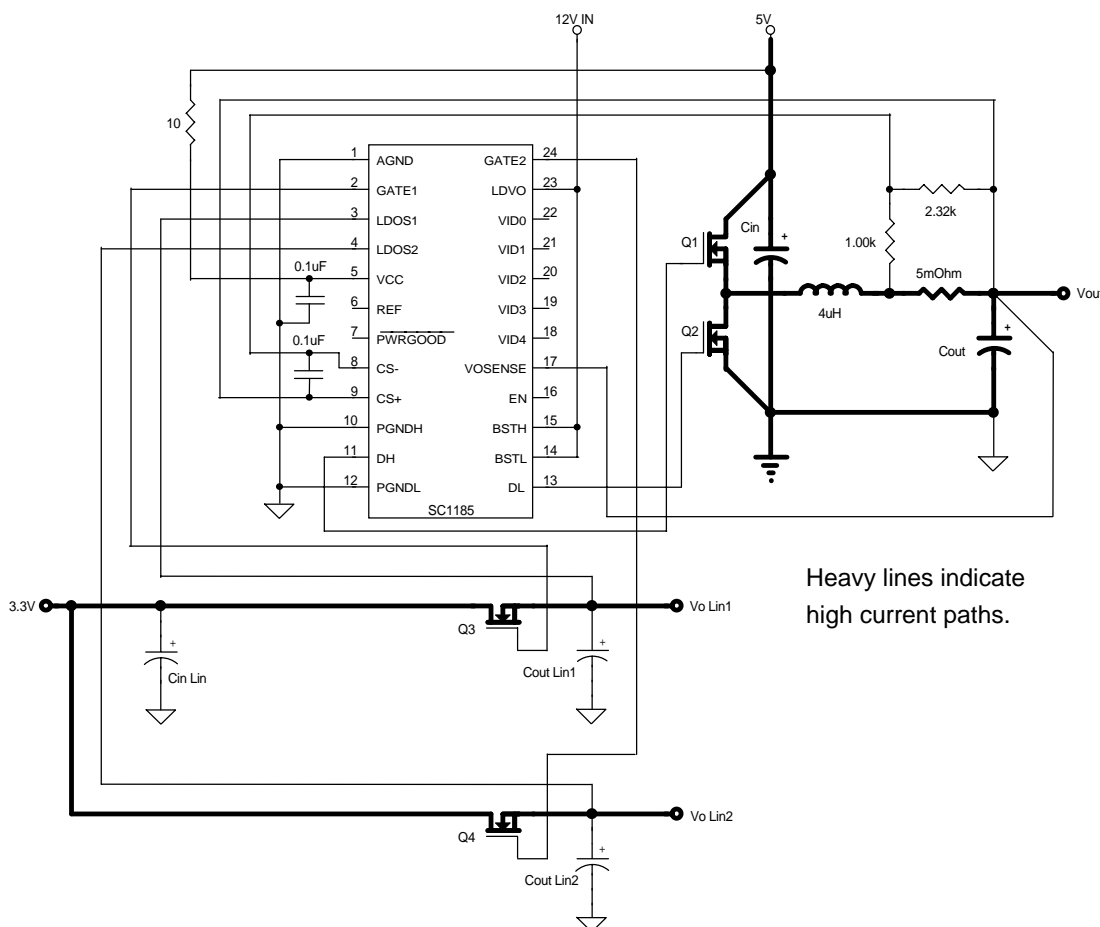 12V IN
5V
10
1 AGND GATE2 24
2 GATE1 LDVO 23
3 LDOS1 VID0 22
4 LDOS2 VID1 21
5 VCC VID2 20
6 REF VID3 19
7 PWRGOOD VID4 18
8 CS- VOSENSE 17
9 CS+ EN 16
10 PGNDH BSTH 15
11 DH BSTL 14
12 PGNDL DL 13
SC1185
0.1uF
0.1uF
Q1
Cin
+
2.32k
1.00k
5mOhm
4uH
Vou
Q2
Cout
+
Heavy lines indicate
high current paths.
3.3V
Vo Lin1
Q3
+
Cin Lin
+
Cout Lin1
Vo Lin2
Q4
+
Cout Lin2